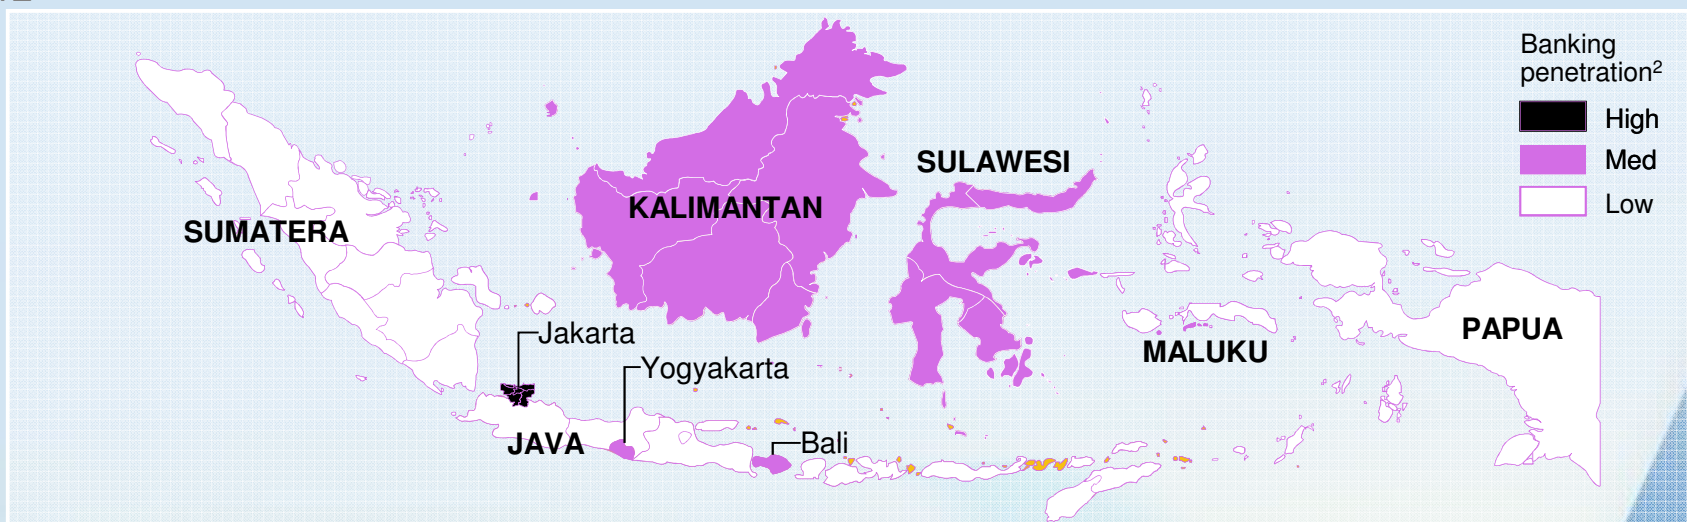 Banking
penetration²
High
Med
Low
SULAWESI
KALIMANTAN
SUMATERA
Jakarta
Yogyakarta
PAPUA
MALUKU
JAVA
Bali